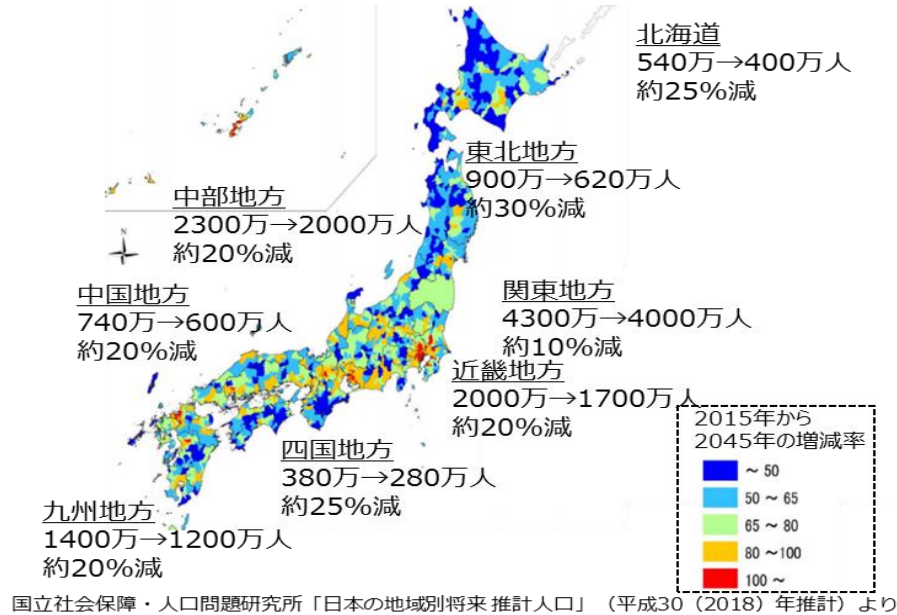 北海道
540万→400万人
約25%減
東北地方
900万→620万人
約30%減
中部地方
2300万→2000万人
約20%減
中国地方
740万→600万人
約20%減
関東地方
4300万→4000万人
約10%減
近畿地方
2000万→1700万人
約20%減
四国地方
380万→280万人
約25%減
九州地方
1400万→1200万人
約20%減
2015年から
2045年の増減率
～50
50～65
65～80
80～100
100～
国立社会保障・人口問題研究所「日本の地域別将来推計人口」（平成30（2018）年推計）より